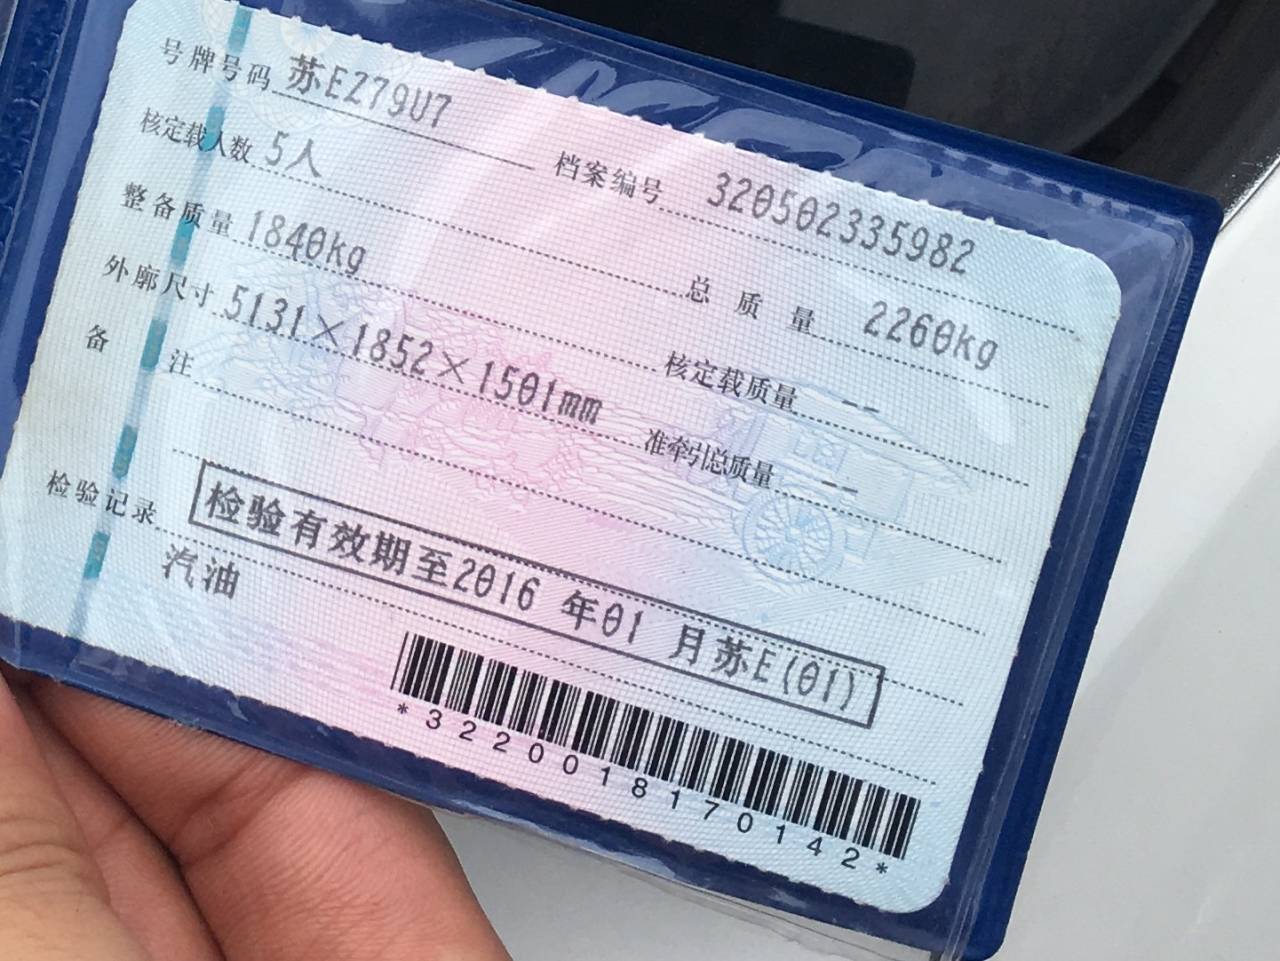 号牌号码 苏EZ79U7 档案编号 320502335982
核定载人数 5人 总质量 2260kg
整备质量 1840kg 核定载质量 --
外廓尺寸 5131×1852×1501mm 准牵引总质量 --
备注
检验记录 检验有效期至2016 年01 月苏E(01)
汽油
*3220018170142*